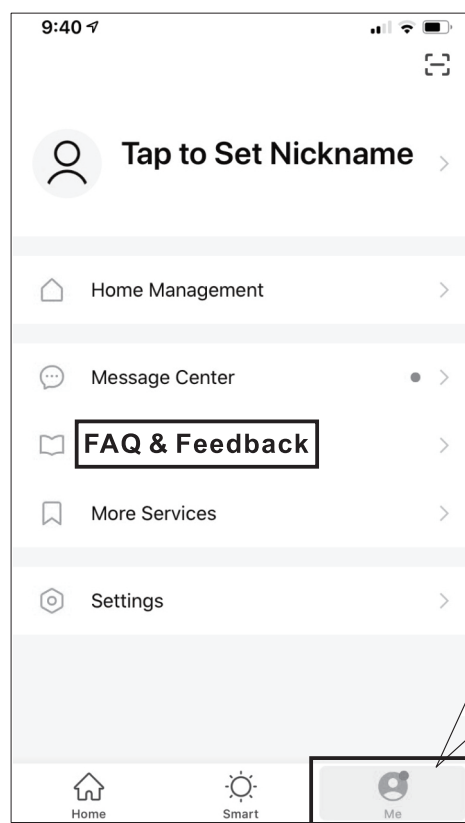 9:40
Tap to Set Nickname
Home Management
Message Center
FAQ & Feedback
More Services
Settings
Home
Smart
Me